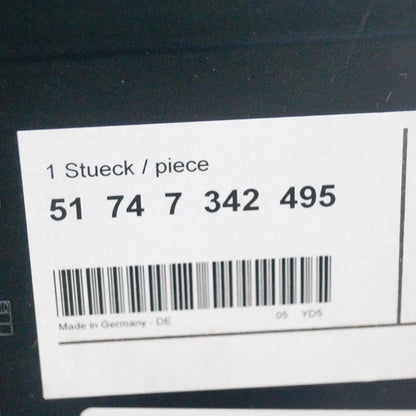 1 Stueck / piece
51 74 7 342 495
Made in Germany - DE 05 YD5